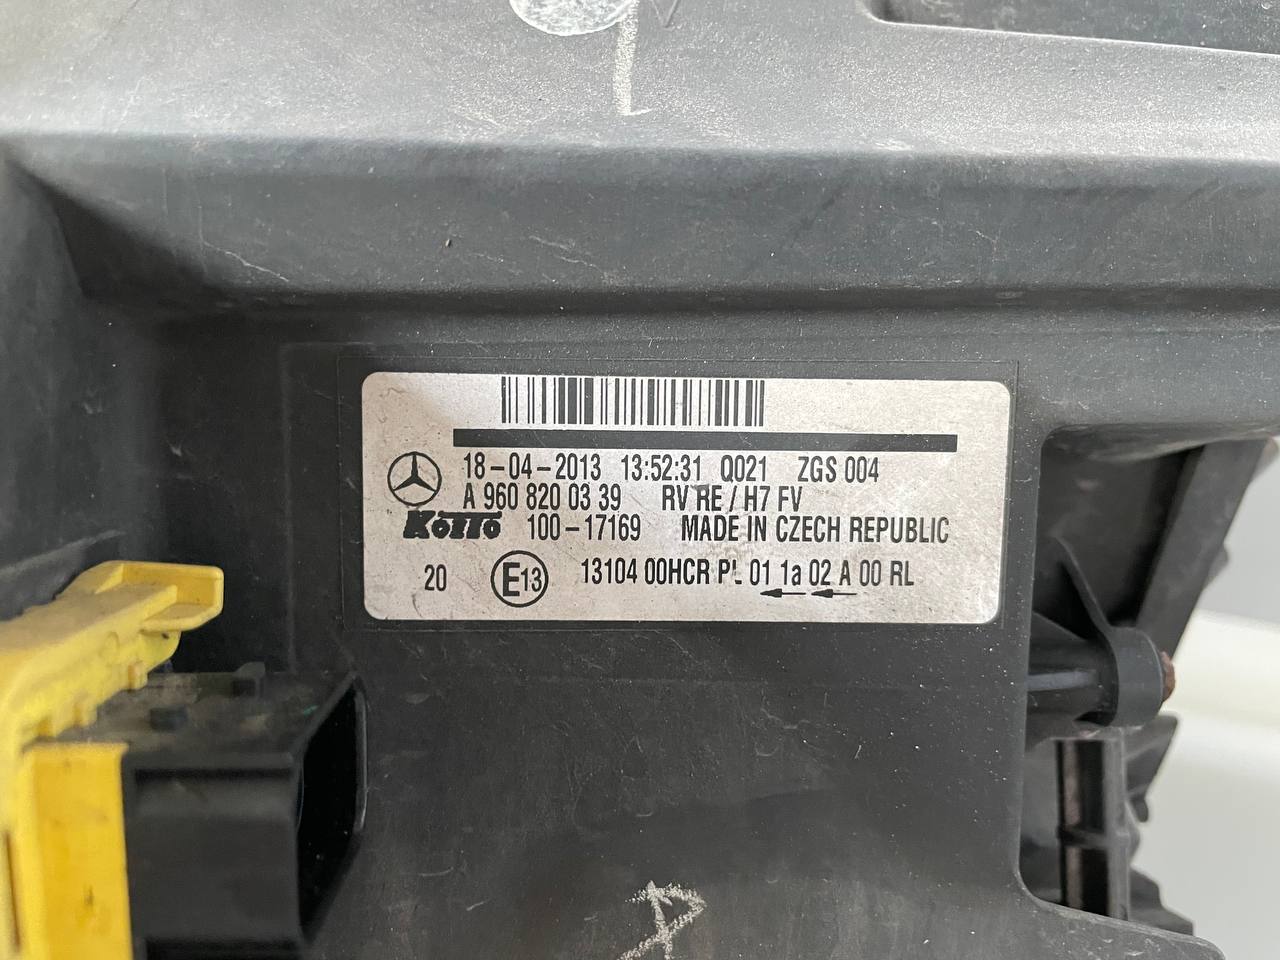 18-04-2013 13:52:31 Q021 ZGS 004
A 960 820 03 39 RV RE / H7 FV
100-17169 MADE IN CZECH REPUBLIC
20 E13 13104 00HCR PL 01 1a 02 A 00 RL